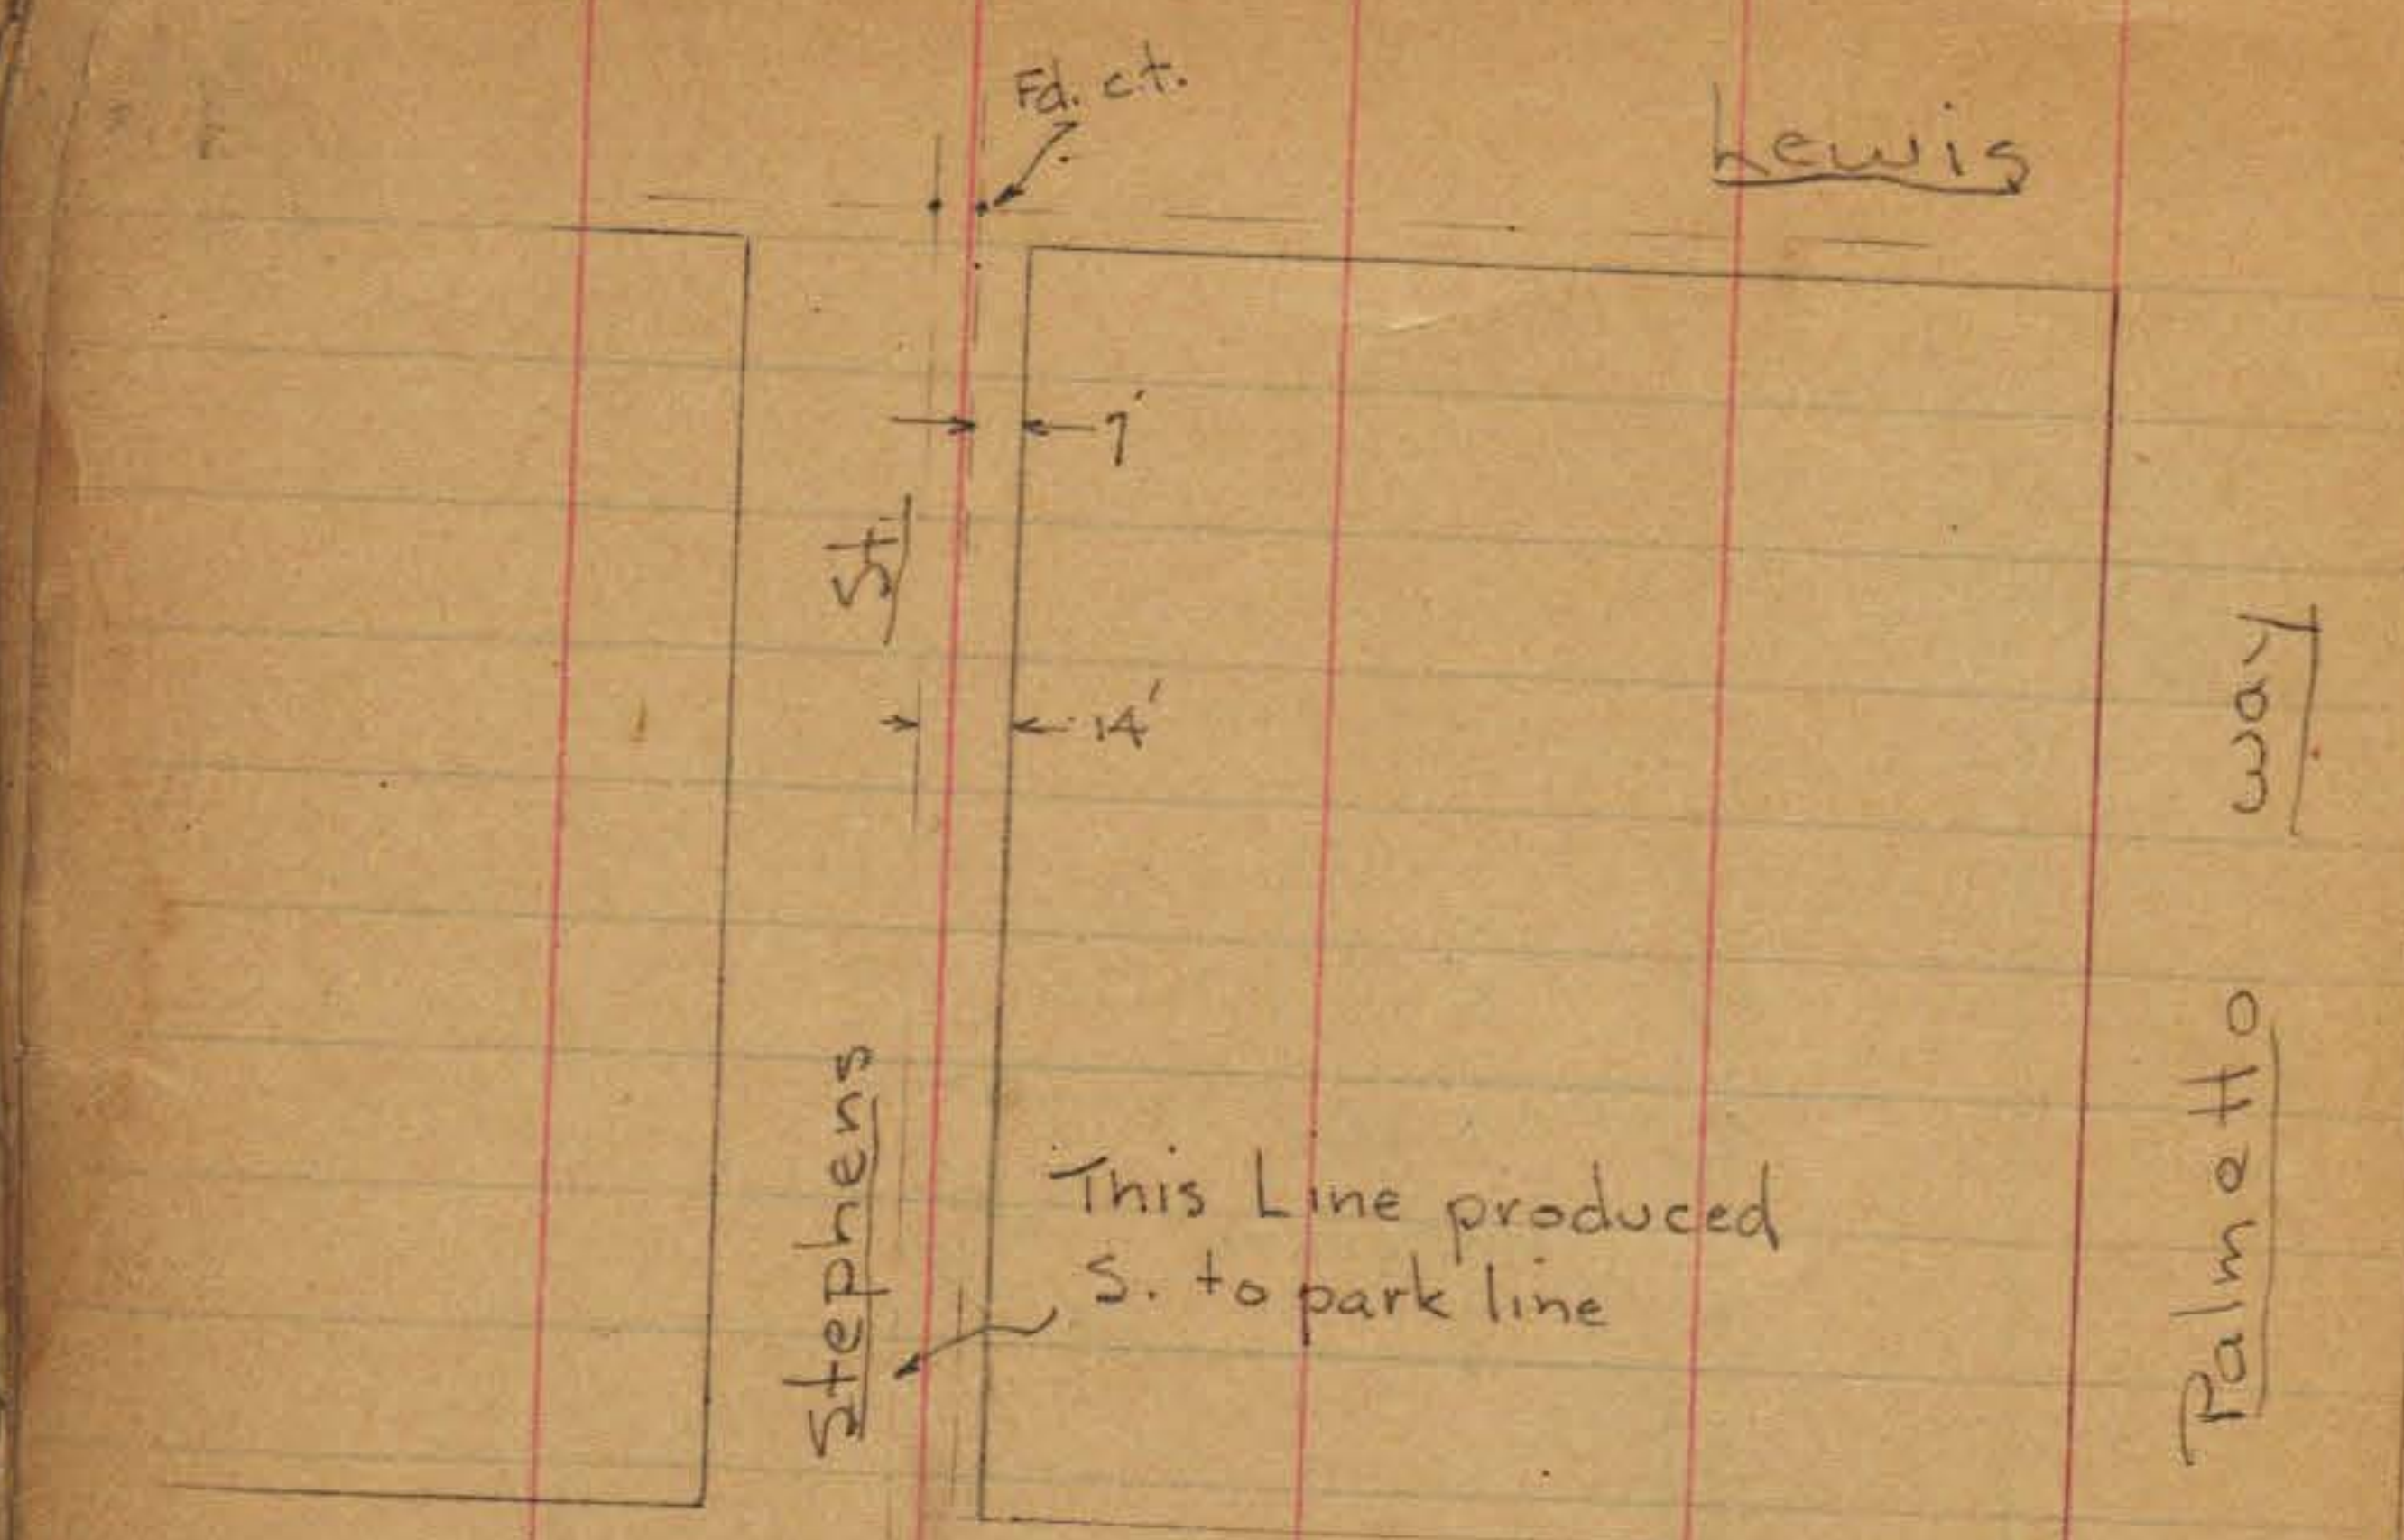 Fd. c.t.
Lewis
7'
St.
14'
Palmetto way
Stephens
This Line produced
S. to park line